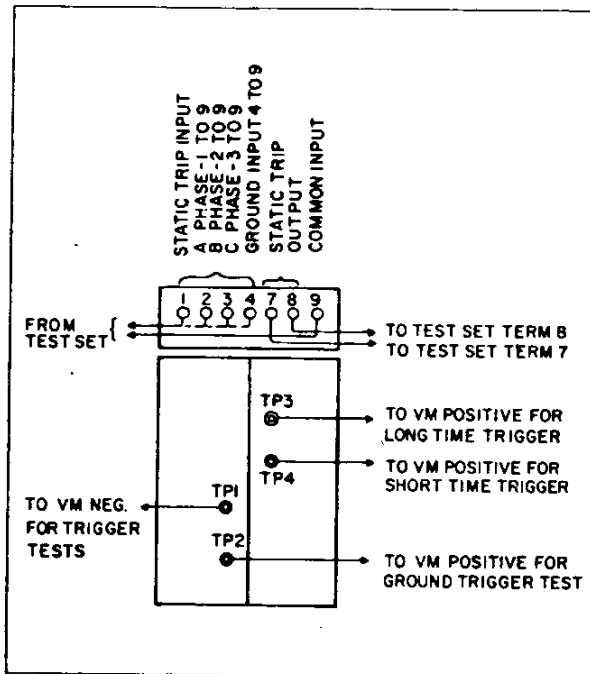 STATIC TRIP INPUT
A PHASE-1 TO 9
B PHASE-2 TO 9
C PHASE-3 TO 9
GROUND INPUT 4 TO 9
STATIC TRIP
OUTPUT
COMMON INPUT
1 2 3 4 7 8 9
FROM
TEST SET
TO TEST SET TERM 8
TO TEST SET TERM 7
TP3
TO VM POSITIVE FOR
LONG TIME TRIGGER
TP4
TO VM POSITIVE FOR
SHORT TIME TRIGGER
TO VM NEG.
FOR TRIGGER
TESTS
TP1
TP2
TO VM POSITIVE FOR
GROUND TRIGGER TEST